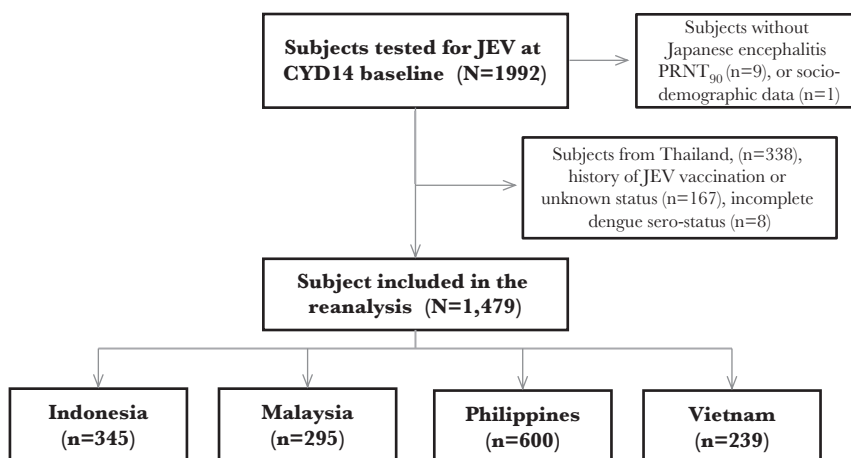 Subjects tested for JEV at
CYD14 baseline (N=1992)
Subjects without
Japanese encephalitis
PRNT90 (n=9), or socio-
demographic data (n=1)
Subjects from Thailand, (n=338),
history of JEV vaccination or
unknown status (n=167), incomplete
dengue sero-status (n=8)
Subject included in the
reanalysis (N=1,479)
Indonesia
(n=345)
Malaysia
(n=295)
Philippines
(n=600)
Vietnam
(n=239)